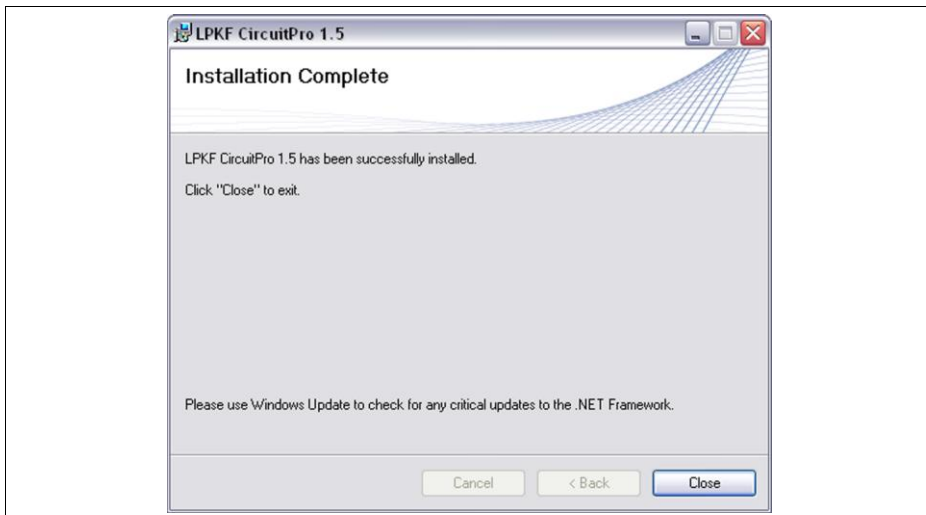 LPKF CircuitPro 1.5
Installation Complete
LPKF CircuitPro 1.5 has been successfully installed.
Click "Close" to exit.
Please use Windows Update to check for any critical updates to the .NET Framework.
Cancel
< Back
Close